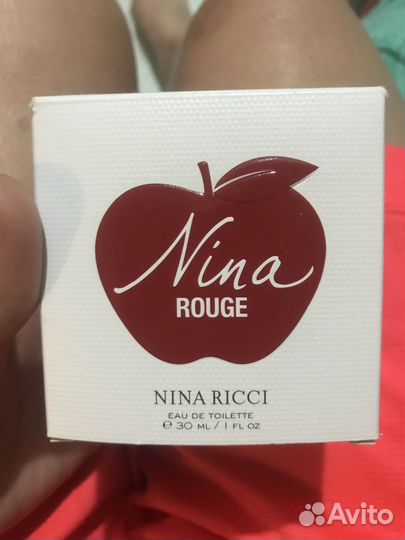 Nina
ROUGE
NINA RICCI
EAU DE TOILETTE
℮ 30 ML / 1 FL OZ
Avito